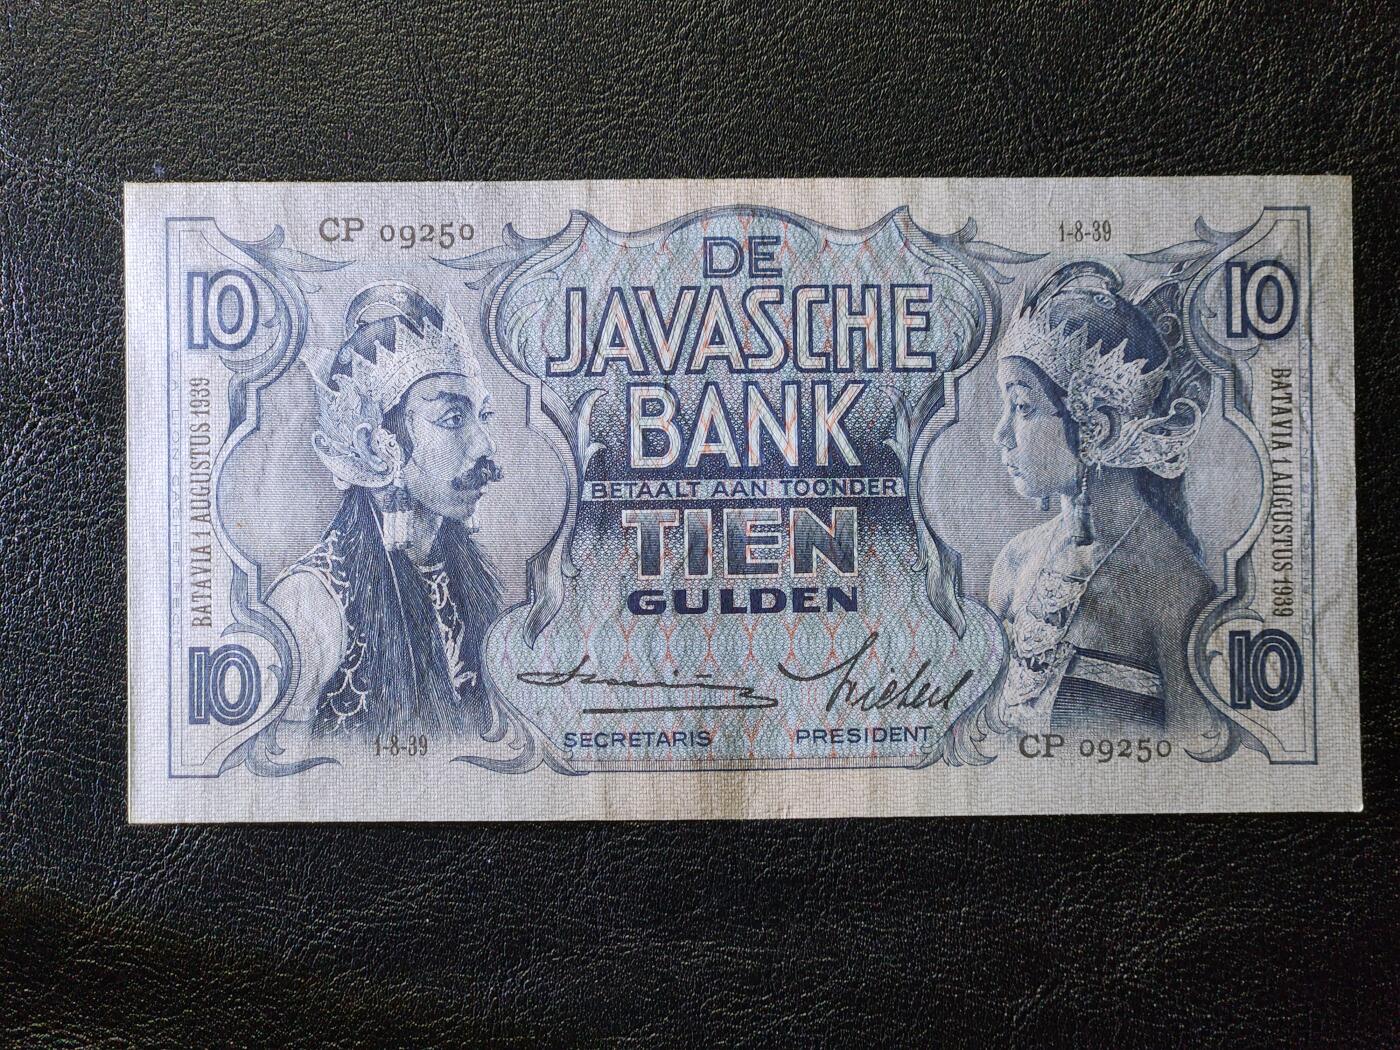 CP 09250
1-8-39
DE
JAVASCHE
BANK
BETAALT AAN TOONDER
TIEN
GULDEN
10
10
BATAVIA 1 AUGUSTUS 1939
BATAVIA 1 AUGUSTUS 1939
10
10
SECRETARIS
PRESIDENT
1-8-39
CP 09250